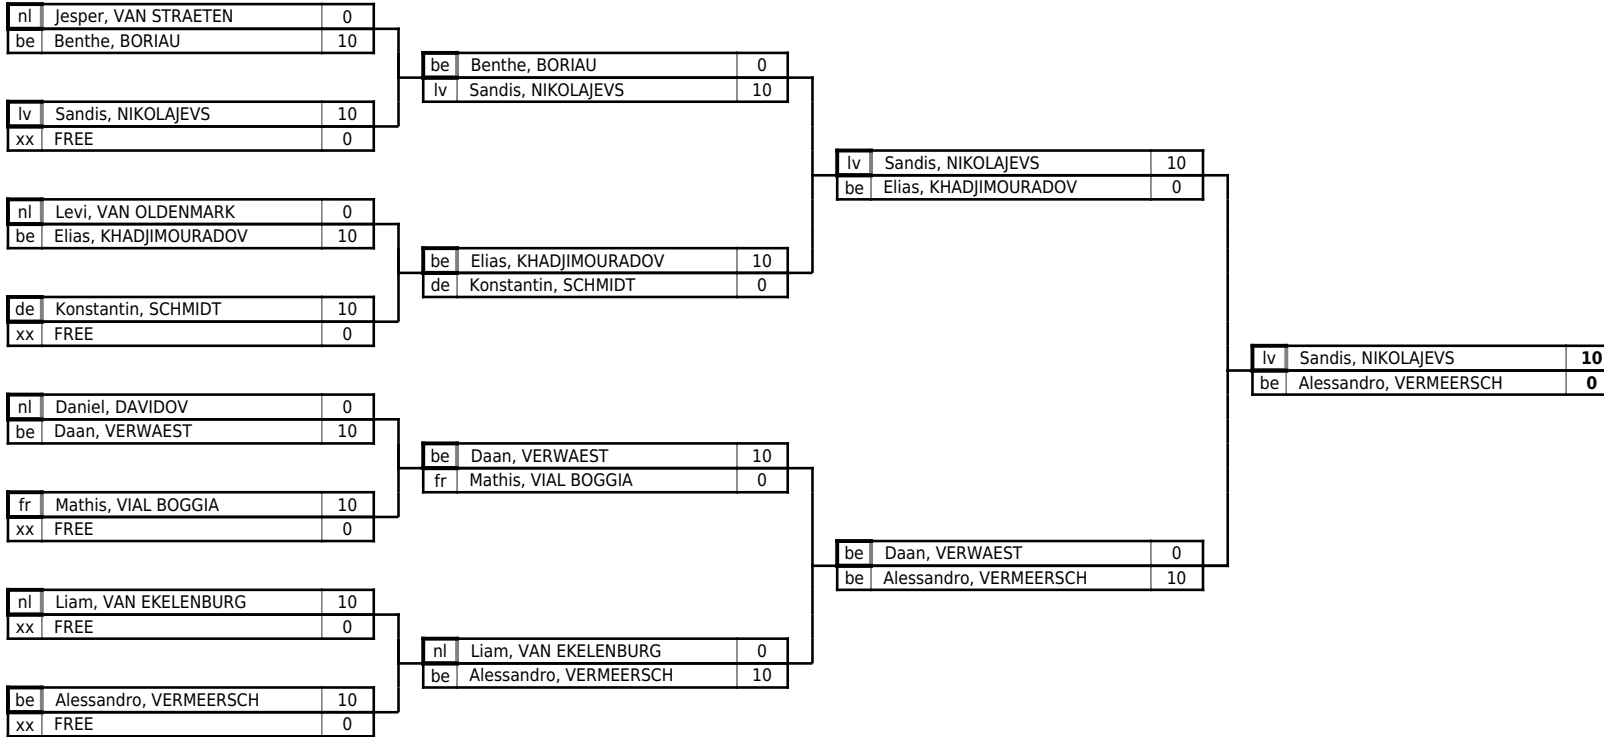 nl Jesper, VAN STRAETEN 0
be Benthe, BORIAU 10
lv Sandis, NIKOLAJEVS 10
xx FREE 0
nl Levi, VAN OLDENMARK 0
be Elias, KHADJIMOURADOV 10
de Konstantin, SCHMIDT 10
xx FREE 0
nl Daniel, DAVIDOV 0
be Daan, VERWAEST 10
fr Mathis, VIAL BOGGIA 10
xx FREE 0
nl Liam, VAN EKELENBURG 10
xx FREE 0
be Alessandro, VERMEERSCH 10
xx FREE 0
be Benthe, BORIAU 0
lv Sandis, NIKOLAJEVS 10
be Elias, KHADJIMOURADOV 10
de Konstantin, SCHMIDT 0
be Daan, VERWAEST 10
fr Mathis, VIAL BOGGIA 0
nl Liam, VAN EKELENBURG 0
be Alessandro, VERMEERSCH 10
lv Sandis, NIKOLAJEVS 10
be Elias, KHADJIMOURADOV 0
be Daan, VERWAEST 0
be Alessandro, VERMEERSCH 10
lv Sandis, NIKOLAJEVS 10
be Alessandro, VERMEERSCH 0